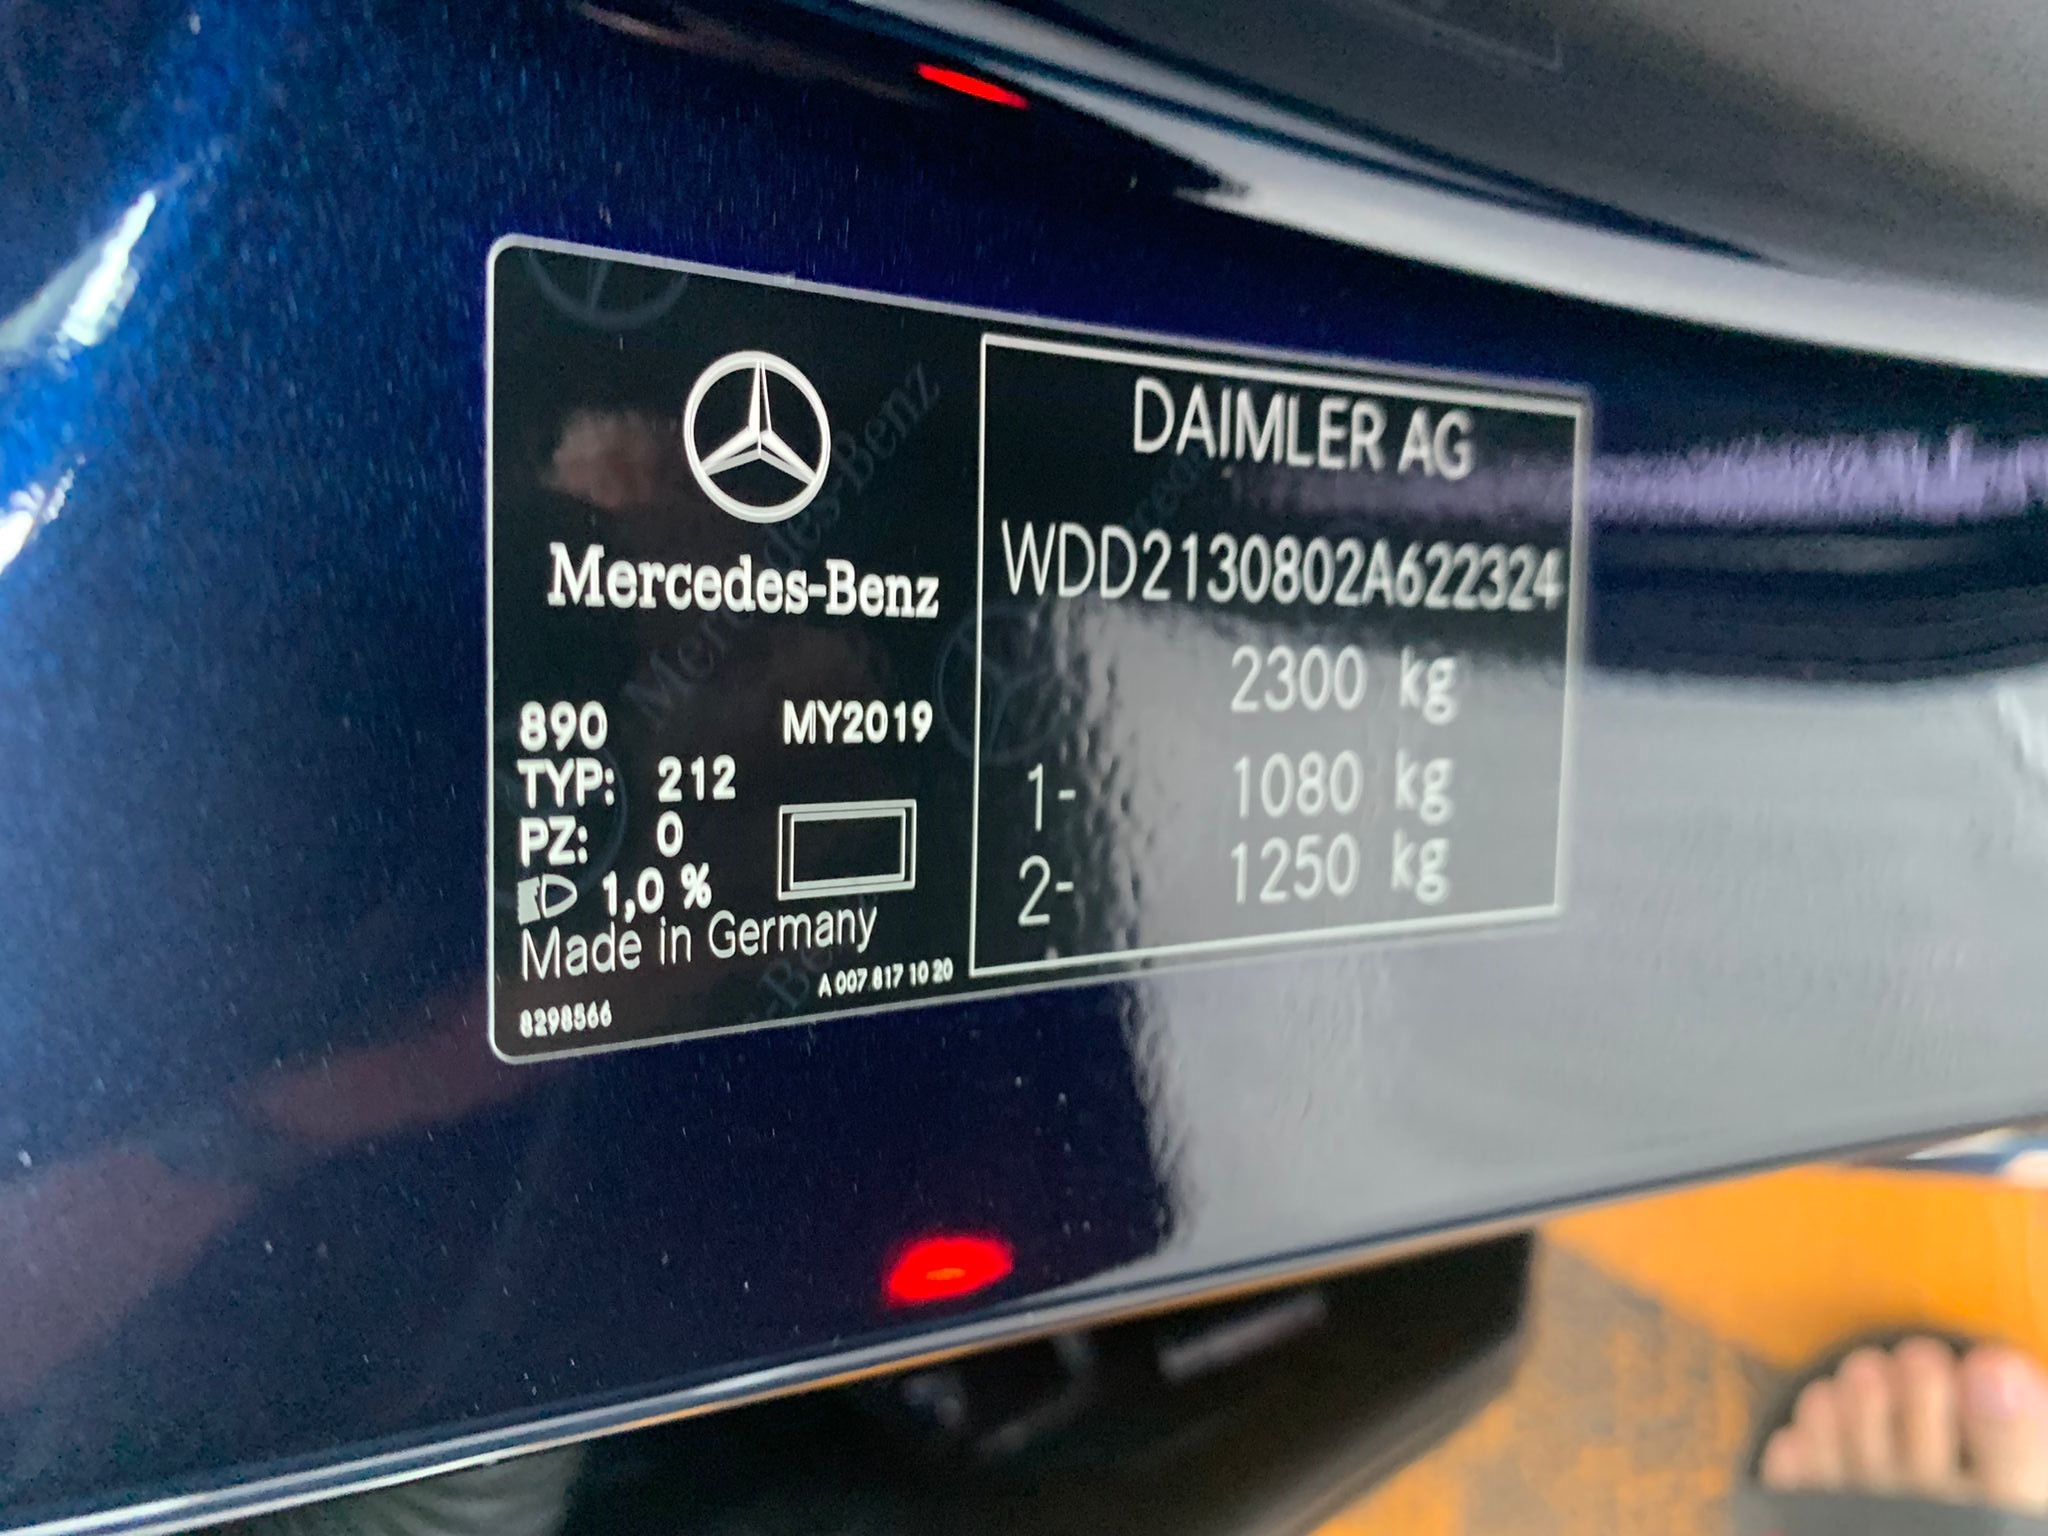 Mercedes-Benz
890 MY2019
TYP: 212
PZ: 0
1,0 %
Made in Germany
A 007 817 10 20
8298566
DAIMLER AG
WDD2130802A622324
2300 kg
1- 1080 kg
2- 1250 kg